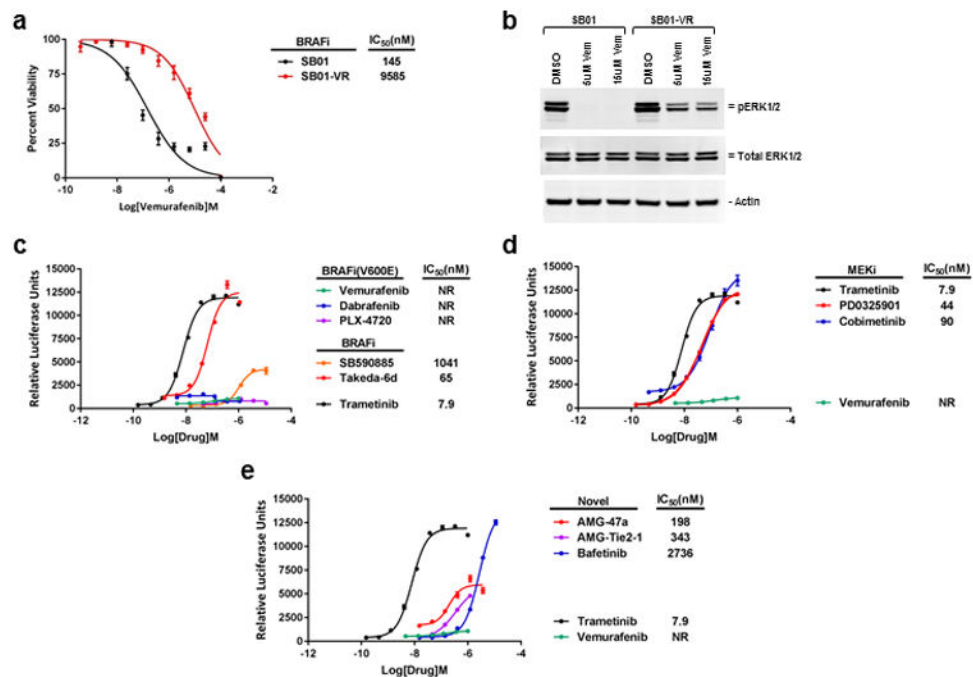 a
BRAFi IC50(nM)
SB01 145
SB01-VR 9585
100
75
50
25
0
Percent Viability
-10 -8 -6 -4 -2
Log[Vemurafenib]M
b
SB01 SB01-VR
DMSO 5uM Vem 15uM Vem DMSO 5uM Vem 15uM Vem
= pERK1/2
= Total ERK1/2
- Actin
c
15000
12500
10000
7500
5000
2500
0
Relative Luciferase Units
-10 -8 -6 -4
Log[Drug]M
BRAFi(V600E) IC50(nM)
Vemurafenib NR
Dabrafenib NR
PLX-4720 NR
BRAFi
SB590885 1041
Takeda-6d 65
Trametinib 7.9
d
15000
12500
10000
7500
5000
2500
0
Relative Luciferase Units
-10 -8 -6 -4
Log[Drug]M
MEKi IC50(nM)
Trametinib 7.9
PD0325901 44
Cobimetinib 90
Vemurafenib NR
e
15000
12500
10000
7500
5000
2500
0
Relative Luciferase Units
-10 -8 -6 -4
Log[Drug]M
Novel IC50(nM)
AMG-47a 198
AMG-Tie2-1 343
Bafetinib 2736
Trametinib 7.9
Vemurafenib NR